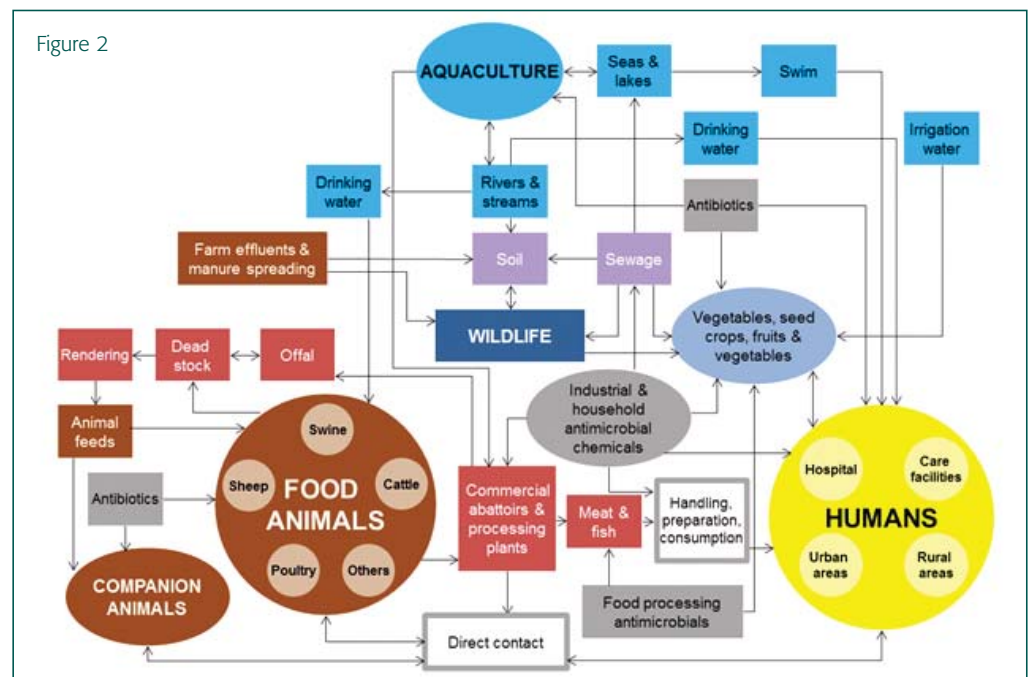 Figure 2
AQUACULTURE
Seas &
lakes
Swim
Drinking
water
Irrigation
water
Drinking
water
Rivers &
streams
Antibiotics
Farm effluents &
manure spreading
Soil
Sewage
WILDLIFE
Vegetables, seed
crops, fruits &
vegetables
Rendering
Dead
stock
Offal
Industrial &
household
antimicrobial
chemicals
Animal
feeds
Swine
Sheep
FOOD
ANIMALS
Cattle
Poultry
Others
Antibiotics
COMPANION
ANIMALS
Commercial
abattoirs &
processing
plants
Meat &
fish
Handling,
preparation,
consumption
Hospital
Care
facilities
HUMANS
Urban
areas
Rural
areas
Food processing
antimicrobials
Direct contact